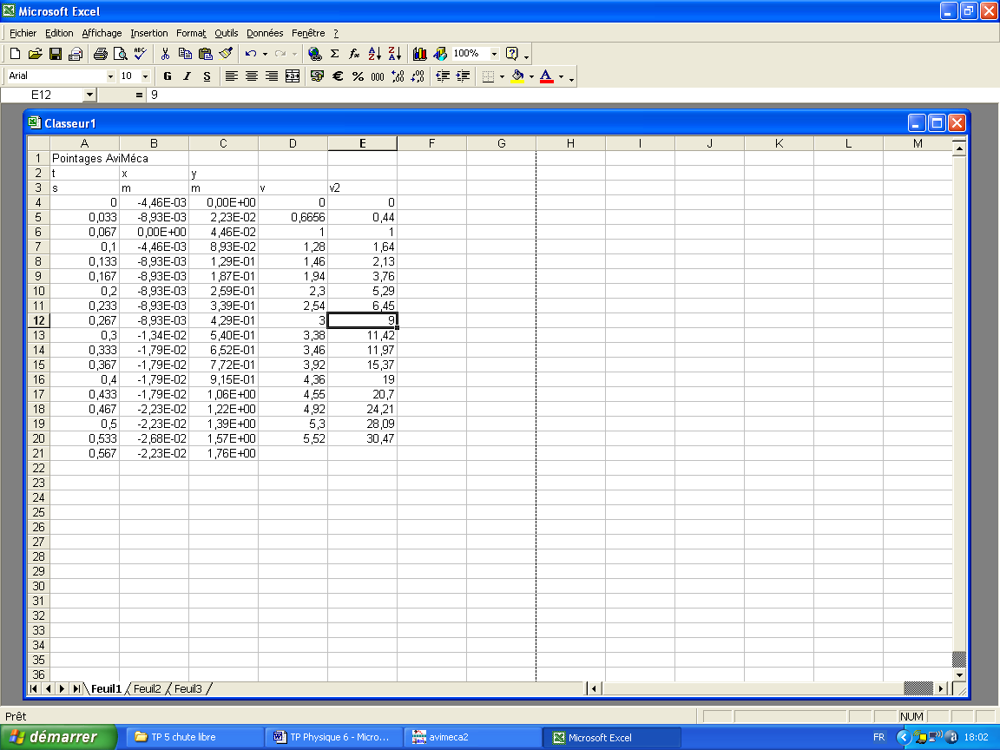 Microsoft Excel
Fichier Edition Affichage Insertion Format Outils Données Fenêtre ?
100%
Arial 10 G I S € % 000
E12 = 9
Classeur1
A B C D E F G H I J K L M
1 Pointages AviMéca
2 t x y
3 s m m v v2
4 0 -4,46E-03 0,00E+00 0 0
5 0,033 -8,93E-03 2,23E-02 0,6656 0,44
6 0,067 0,00E+00 4,46E-02 1 1
7 0,1 -4,46E-03 8,93E-02 1,28 1,64
8 0,133 -8,93E-03 1,29E-01 1,46 2,13
9 0,167 -8,93E-03 1,87E-01 1,94 3,76
10 0,2 -8,93E-03 2,59E-01 2,3 5,29
11 0,233 -8,93E-03 3,39E-01 2,54 6,45
12 0,267 -8,93E-03 4,29E-01 3 9
13 0,3 -1,34E-02 5,40E-01 3,38 11,42
14 0,333 -1,79E-02 6,52E-01 3,46 11,97
15 0,367 -1,79E-02 7,72E-01 3,92 15,37
16 0,4 -1,79E-02 9,15E-01 4,36 19
17 0,433 -1,79E-02 1,06E+00 4,55 20,7
18 0,467 -2,23E-02 1,22E+00 4,92 24,21
19 0,5 -2,23E-02 1,39E+00 5,3 28,09
20 0,533 -2,68E-02 1,57E+00 5,52 30,47
21 0,567 -2,23E-02 1,76E+00
22
23
24
25
26
27
28
29
30
31
32
33
34
35
36
Feuil1 Feuil2 Feuil3
Prêt NUM
démarrer TP 5 chute libre TP Physique 6 - Micro... avimeca2 Microsoft Excel FR 18:02